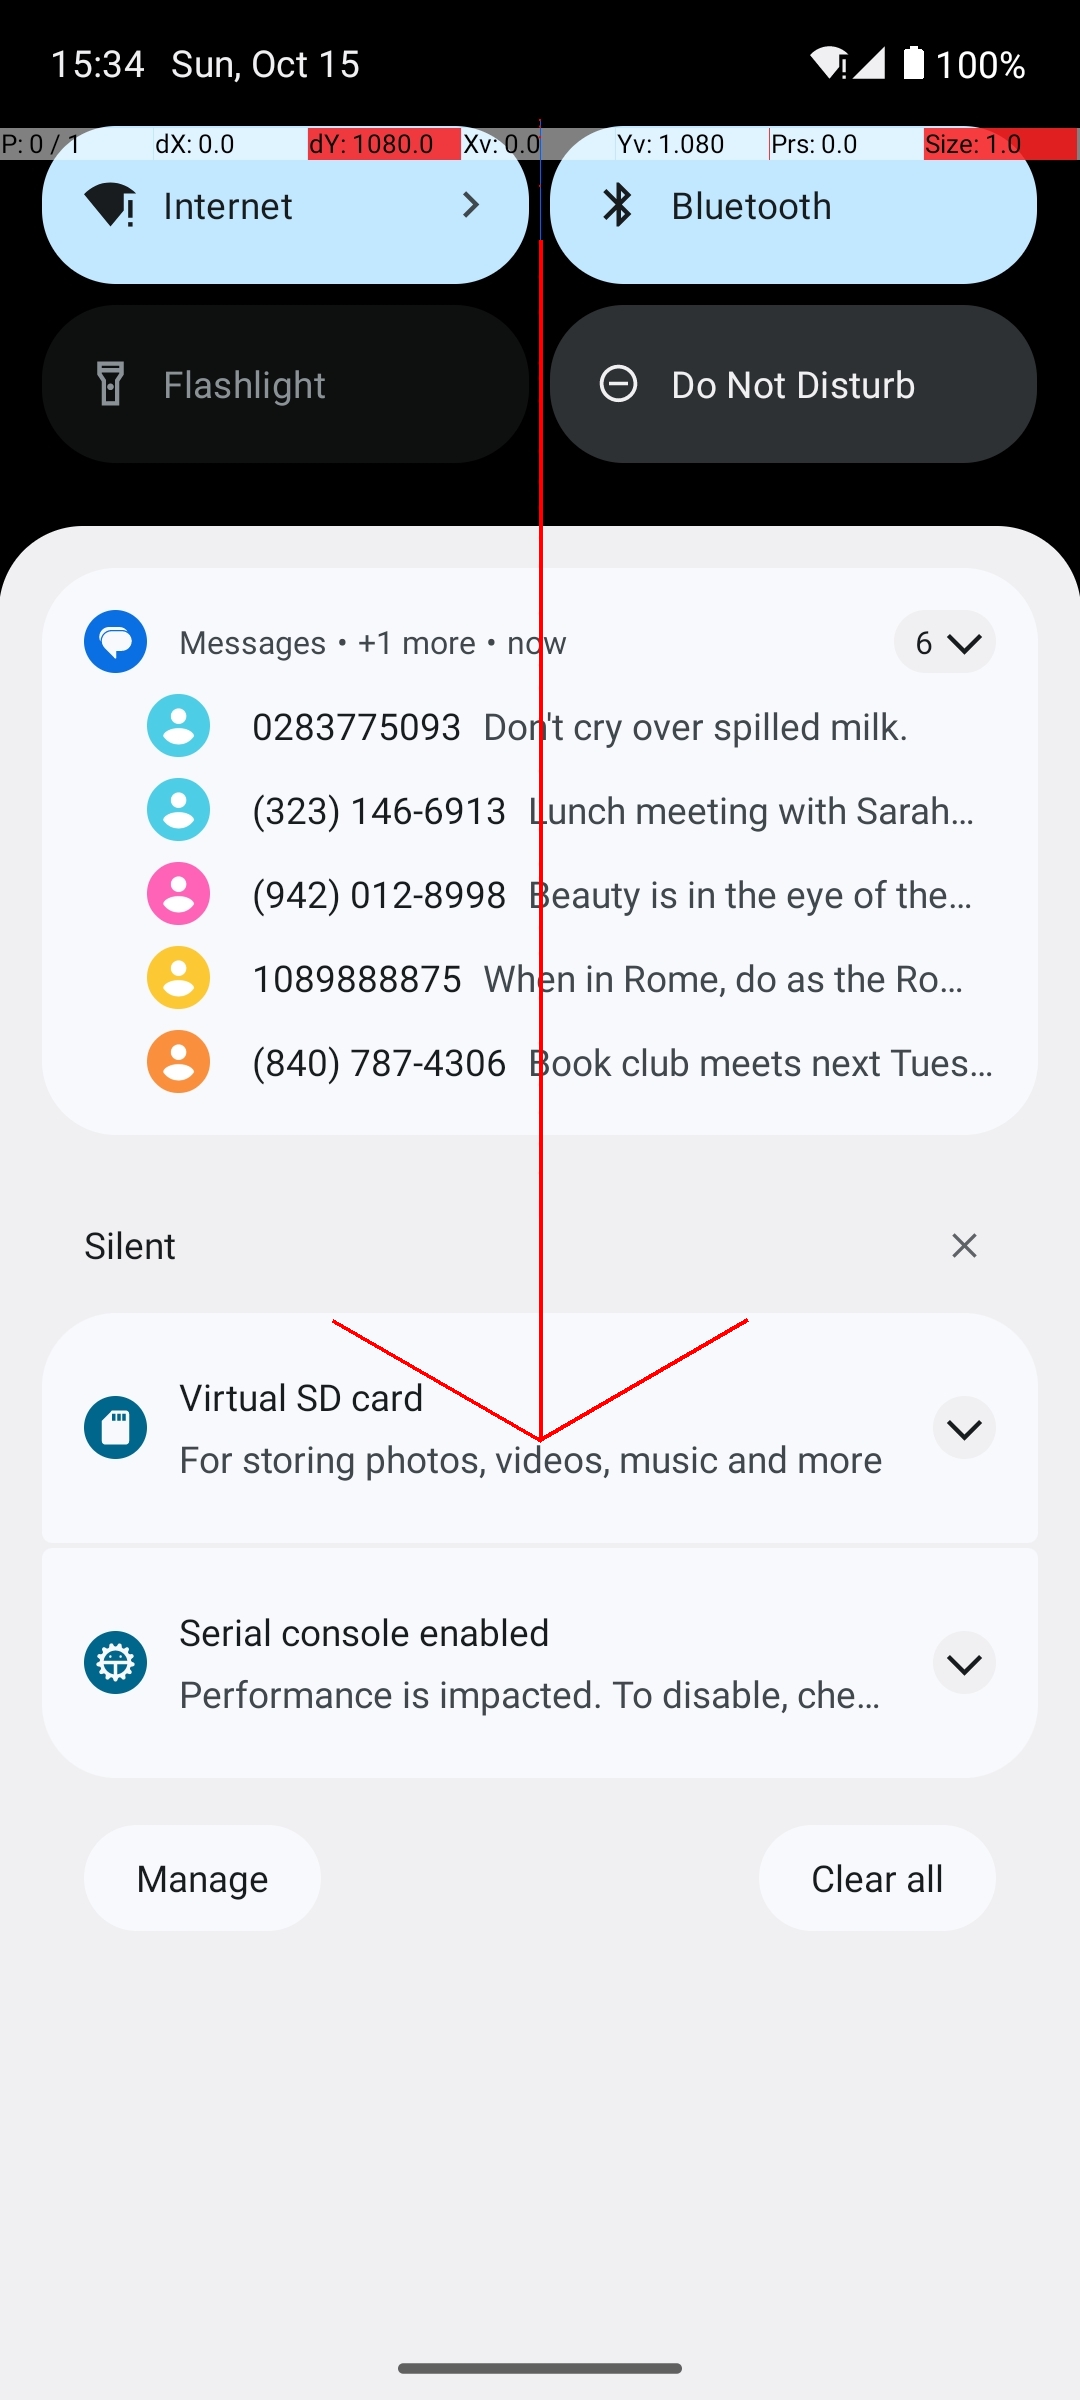 15:34 Sun, Oct 15 100%
P: 0 / 1 dX: 0.0 dY: 1080.0 Xv: 0.0 Yv: 1.080 Prs: 0.0 Size: 1.0
Internet Bluetooth
Flashlight Do Not Disturb
Messages • +1 more • now 6
0283775093 Don't cry over spilled milk.
(323) 146-6913 Lunch meeting with Sarah…
(942) 012-8998 Beauty is in the eye of the…
1089888875 When in Rome, do as the Ro…
(840) 787-4306 Book club meets next Tues…
Silent
Virtual SD card
For storing photos, videos, music and more
Serial console enabled
Performance is impacted. To disable, che…
Manage Clear all